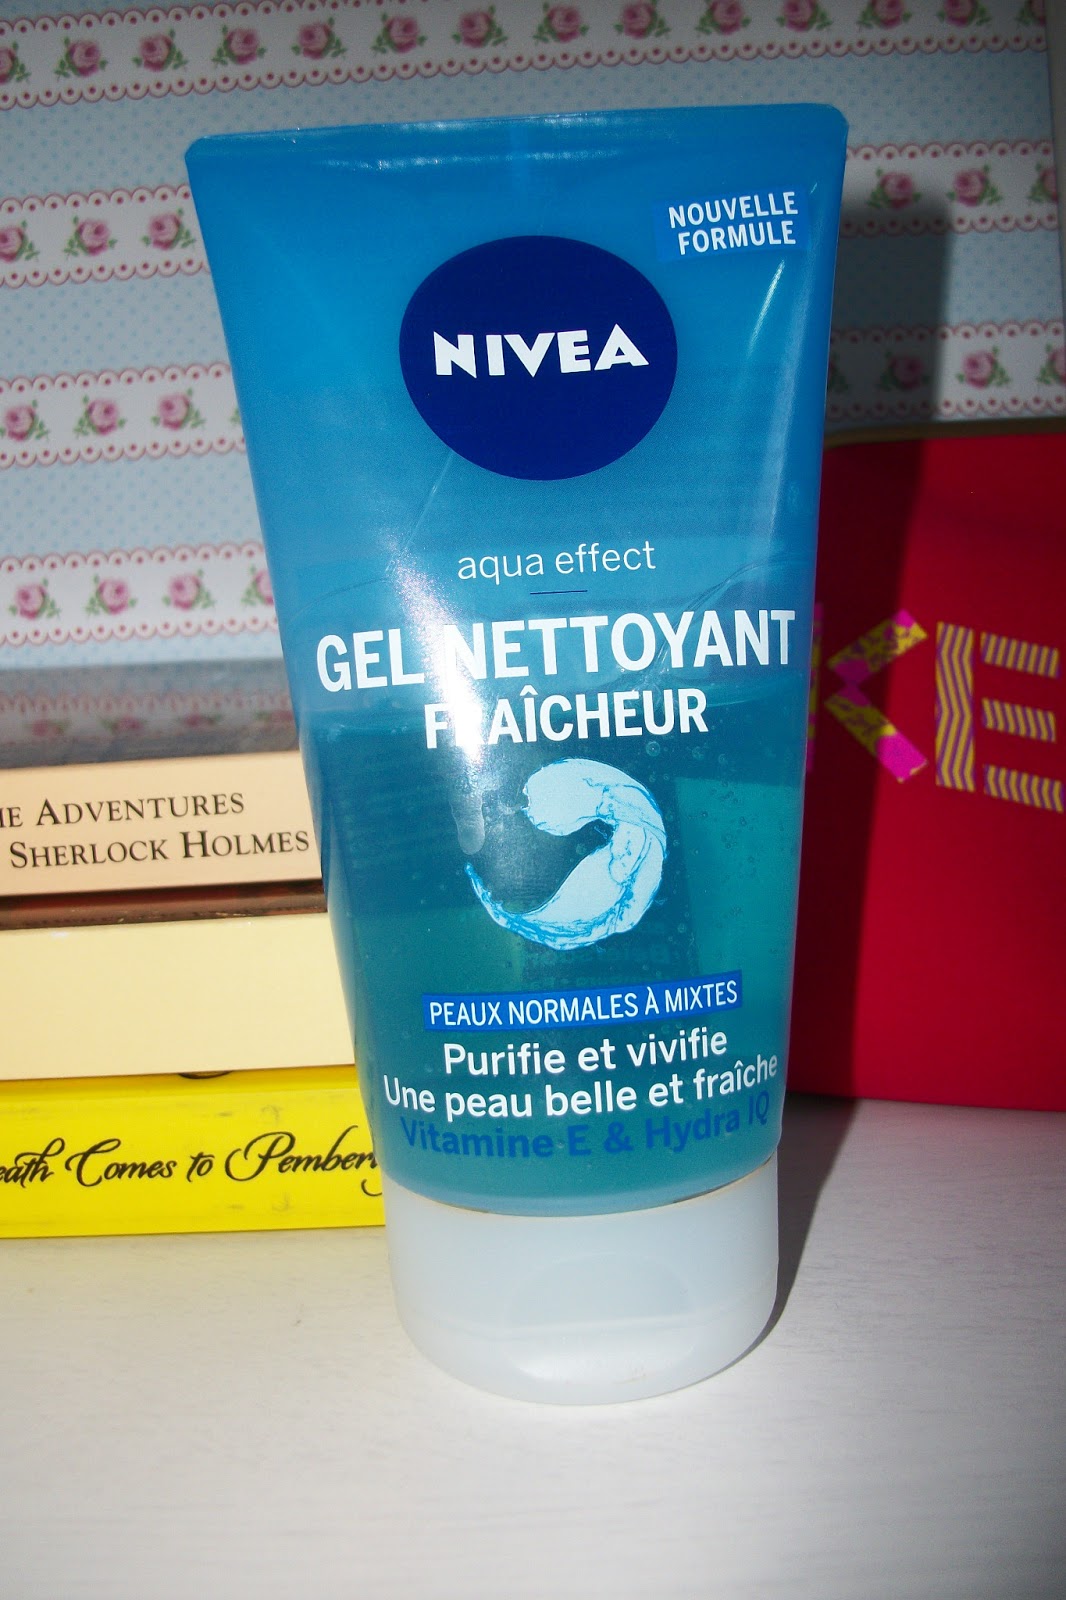 NOUVELLE
FORMULE
NIVEA
aqua effect
GEL NETTOYANT
FRAÎCHEUR
PEAUX NORMALES À MIXTES
Purifie et vivifie
Une peau belle et fraîche
Vitamine E & Hydra IQ
HE ADVENTURES
SHERLOCK HOLMES
eath Comes to Pember
KE